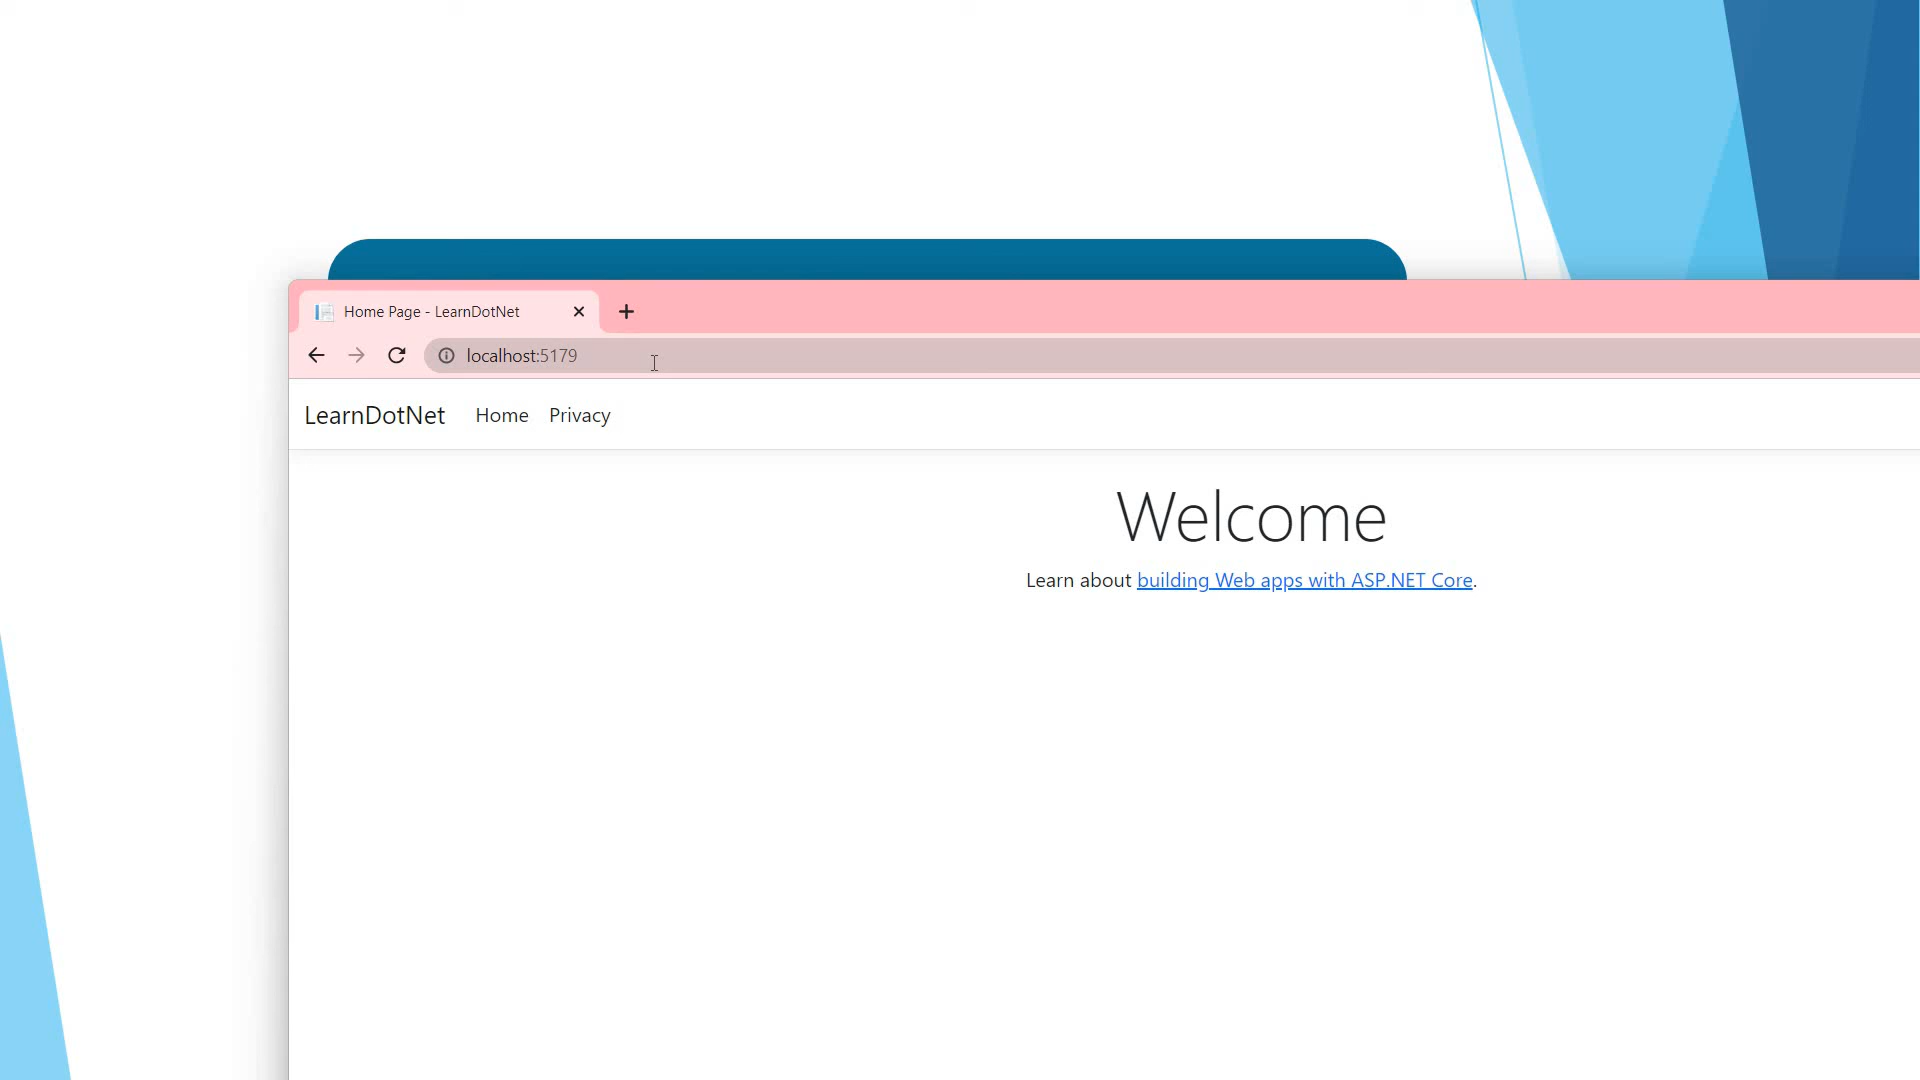 Home Page - LearnDotNet
localhost:5179
LearnDotNet Home Privacy
Welcome
Learn about building Web apps with ASP.NET Core.